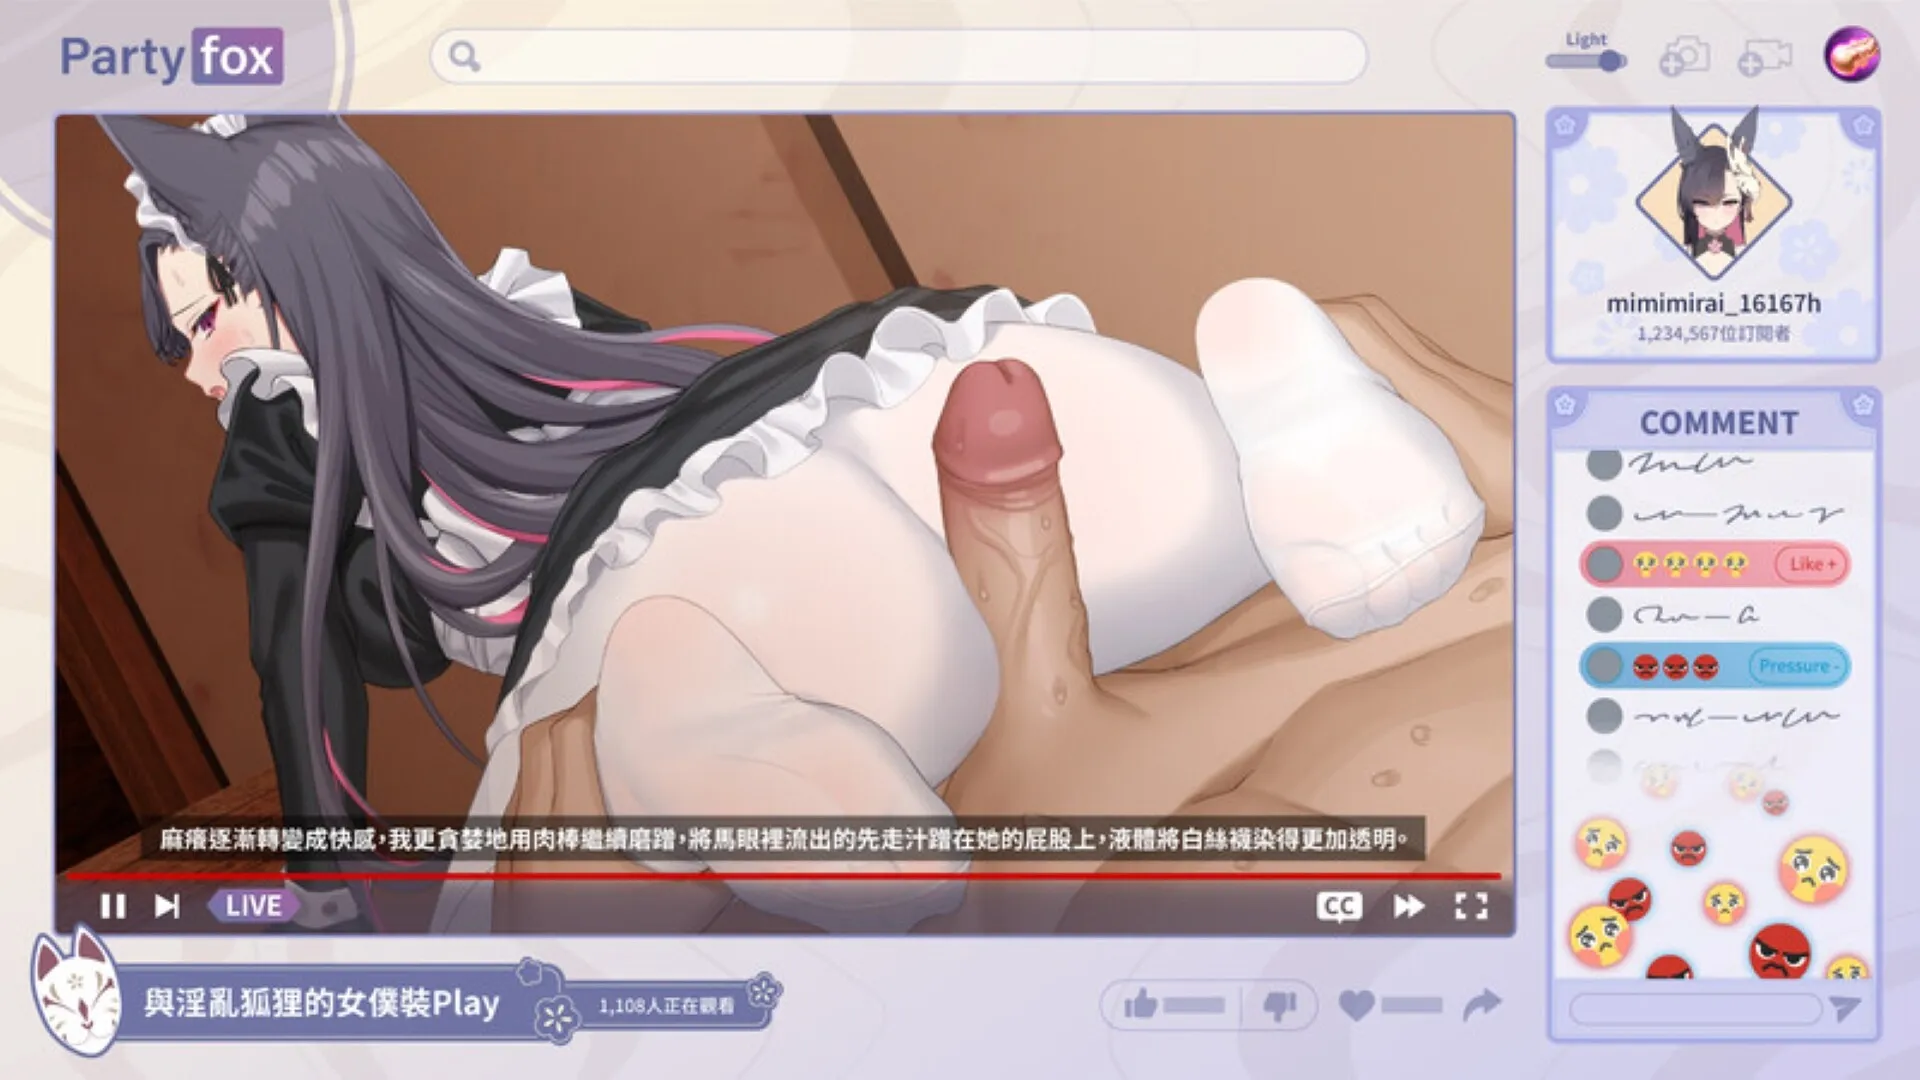 Party fox
Light
mimimirai_16167h
1,234,567位訂閱者
COMMENT
Like +
Pressure -
麻癢逐漸轉變成快感，我更貪婪地用肉棒繼續磨蹭，將馬眼裡流出的先走汁蹭在她的屁股上，液體將白絲襪染得更加透明。
LIVE
CC
與淫亂狐狸的女僕裝Play
1,108人正在觀看